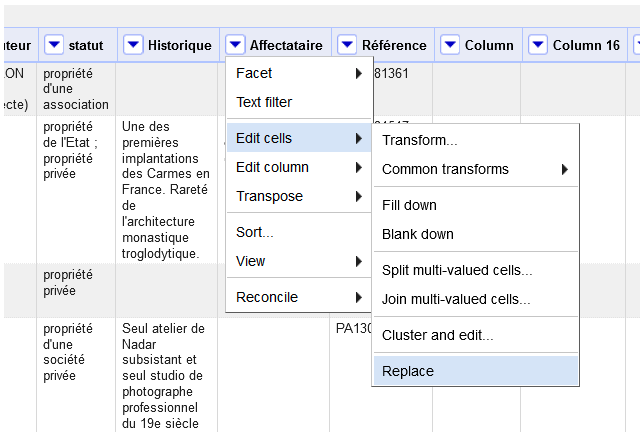 uteur statut Historique Affectataire Référence Column Column 16
LON propriété 81361
d'une
ecte) association
propriété Une des
de l'Etat ; premières
propriété implantations
privée des Carmes en
France. Rareté
de
l'architecture
monastique
troglodytique.
propriété
privée
propriété Seul atelier de PA130
d'une Nadar
société subsistant et
privée seul studio de
photographe
professionnel
du 19e siècle
Facet
Text filter
Edit cells
Edit column
Transpose
Sort...
View
Reconcile
Transform...
Common transforms
Fill down
Blank down
Split multi-valued cells...
Join multi-valued cells...
Cluster and edit...
Replace